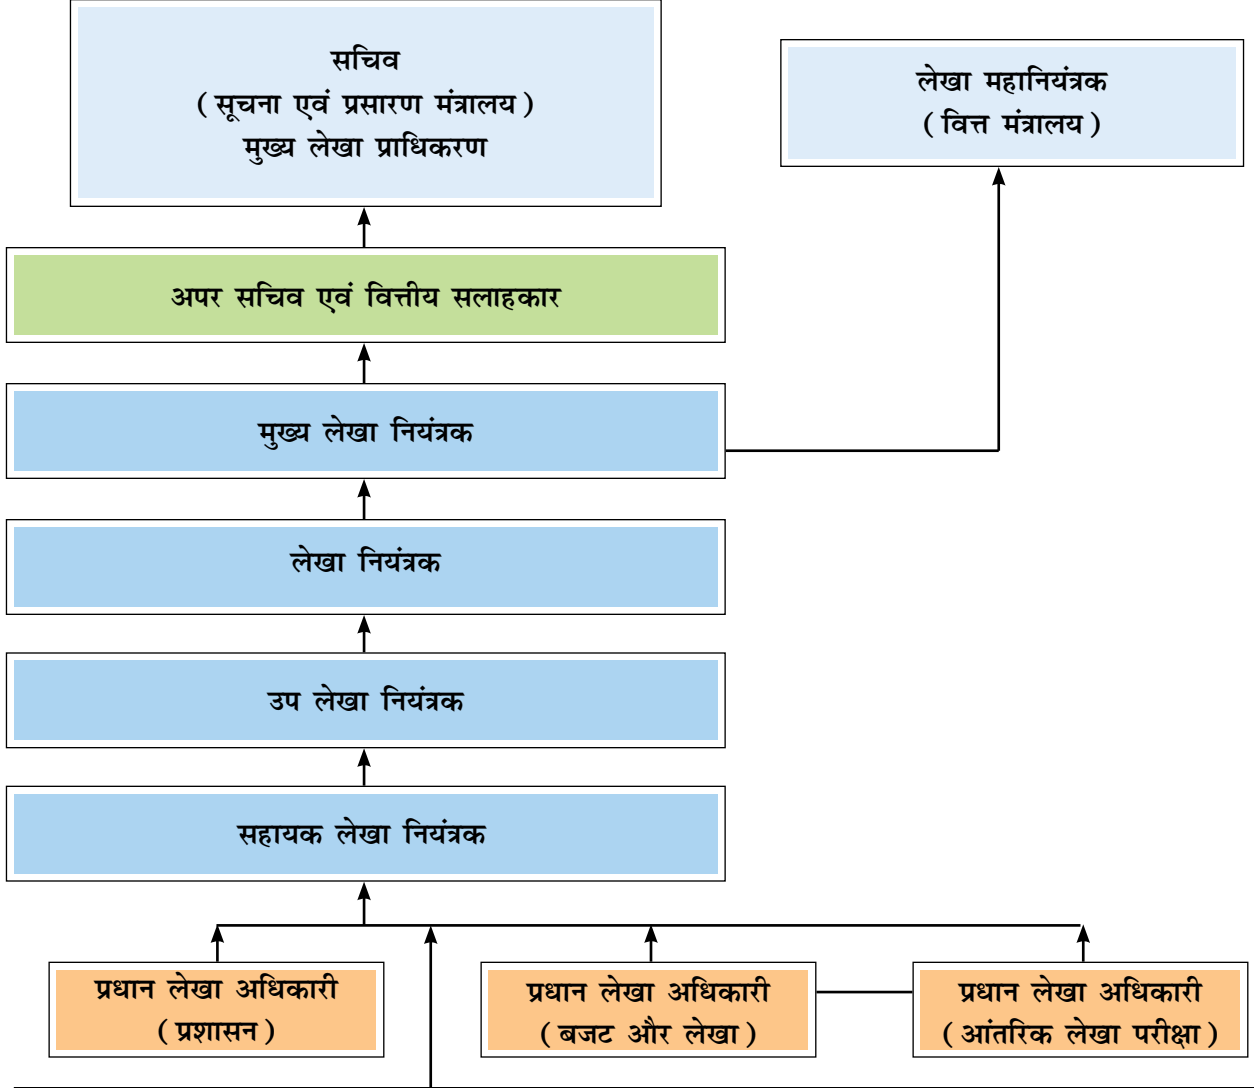 सचिव
(सूचना एवं प्रसारण मंत्रालय)
मुख्य लेखा प्राधिकरण
लेखा महानियंत्रक
(वित्त मंत्रालय)
अपर सचिव एवं वित्तीय सलाहकार
मुख्य लेखा नियंत्रक
लेखा नियंत्रक
उप लेखा नियंत्रक
सहायक लेखा नियंत्रक
प्रधान लेखा अधिकारी
(प्रशासन)
प्रधान लेखा अधिकारी
(बजट और लेखा)
प्रधान लेखा अधिकारी
(आंतरिक लेखा परीक्षा)